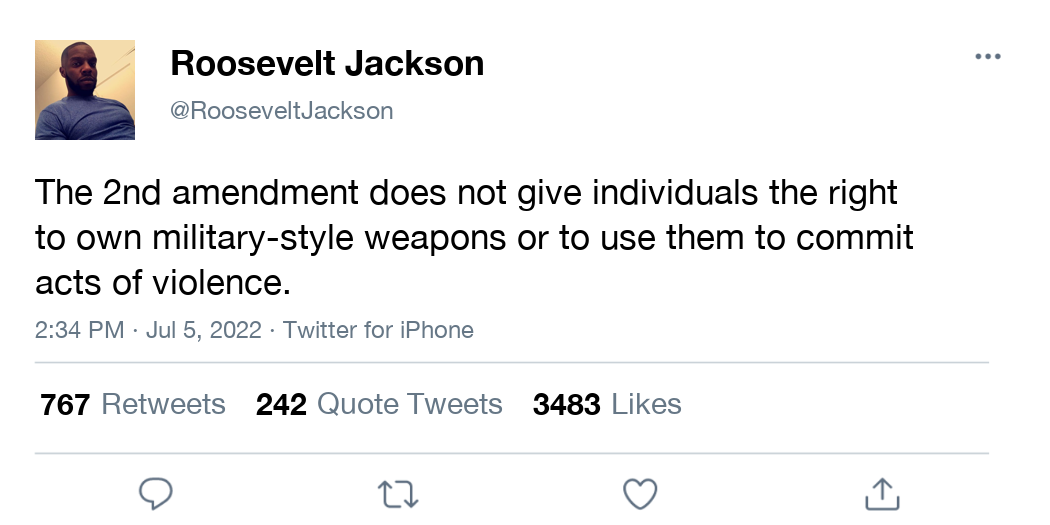 Roosevelt Jackson
@RooseveltJackson
The 2nd amendment does not give individuals the right
to own military-style weapons or to use them to commit
acts of violence.
2:34 PM · Jul 5, 2022 · Twitter for iPhone
767 Retweets 242 Quote Tweets 3483 Likes